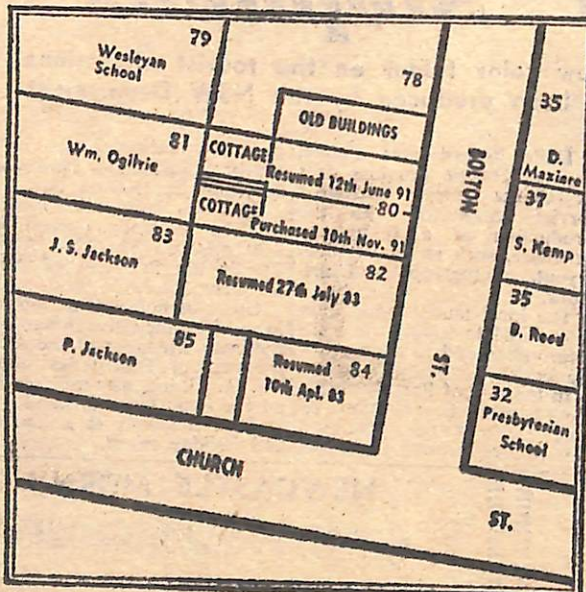 79
Wesleyan
School
78
35
OLD BUILDINGS
81
Wm. Ogilvie
COTTAGE
Resumed 12th June 91
80
COTTAGE
Purchased 10th Nov. 91
BOLTON
ST.
D.
Maziere
37
S. Kemp
83
J. S. Jackson
82
Resumed 27th July 83
35
D. Reed
85
P. Jackson
Resumed 84
10th Apl. 83
32
Presbyterian
School
CHURCH
ST.